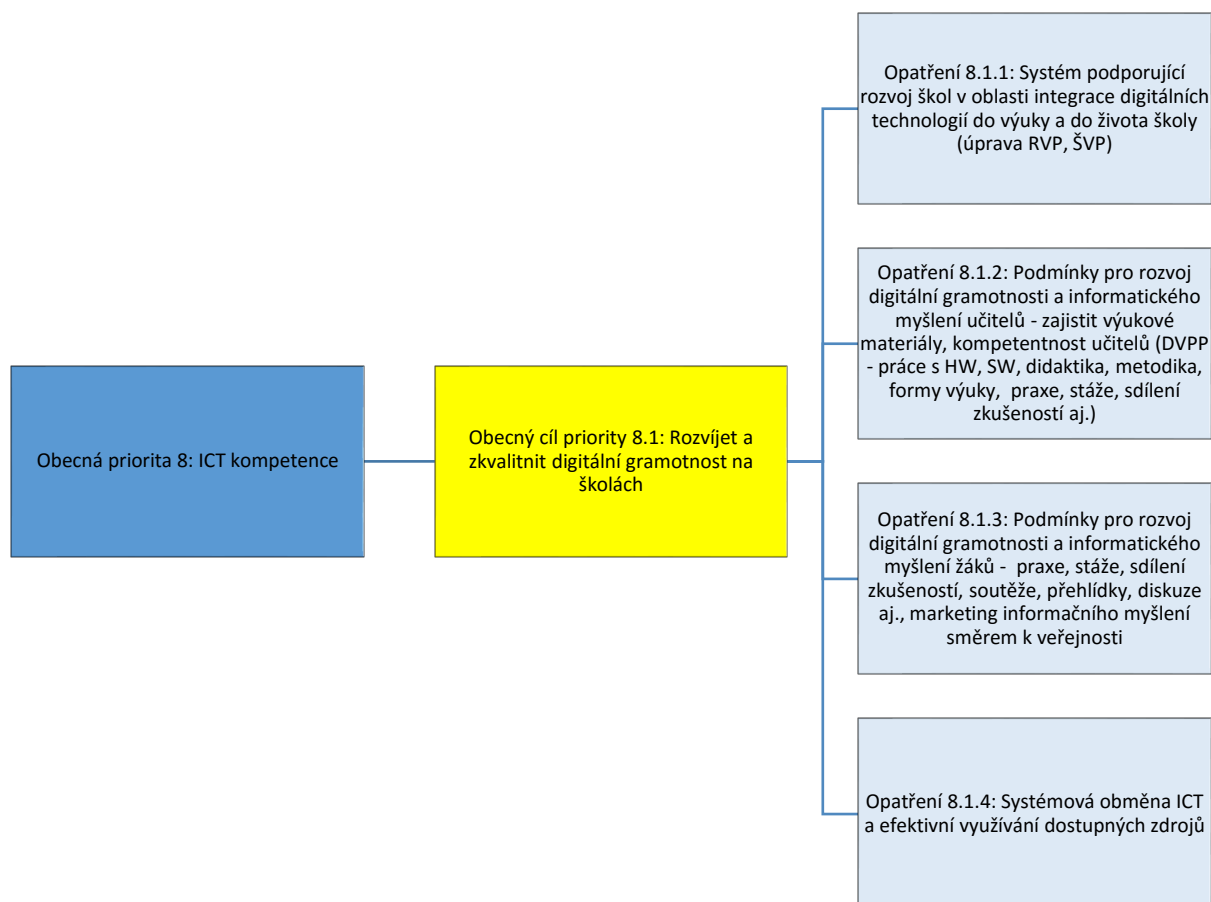 Obecná priorita 8: ICT kompetence
Obecný cíl priority 8.1: Rozvíjet a
zkvalitnit digitální gramotnost na
školách
Opatření 8.1.1: Systém podporující
rozvoj škol v oblasti integrace digitálních
technologií do výuky a do života školy
(úprava RVP, ŠVP)
Opatření 8.1.2: Podmínky pro rozvoj
digitální gramotnosti a informatického
myšlení učitelů - zajistit výukové
materiály, kompetentnost učitelů (DVPP
- práce s HW, SW, didaktika, metodika,
formy výuky,  praxe, stáže, sdílení
zkušeností aj.)
Opatření 8.1.3: Podmínky pro rozvoj
digitální gramotnosti a informatického
myšlení žáků -  praxe, stáže, sdílení
zkušeností, soutěže, přehlídky, diskuze
aj., marketing informačního myšlení
směrem k veřejnosti
Opatření 8.1.4: Systémová obměna ICT
a efektivní využívání dostupných zdrojů